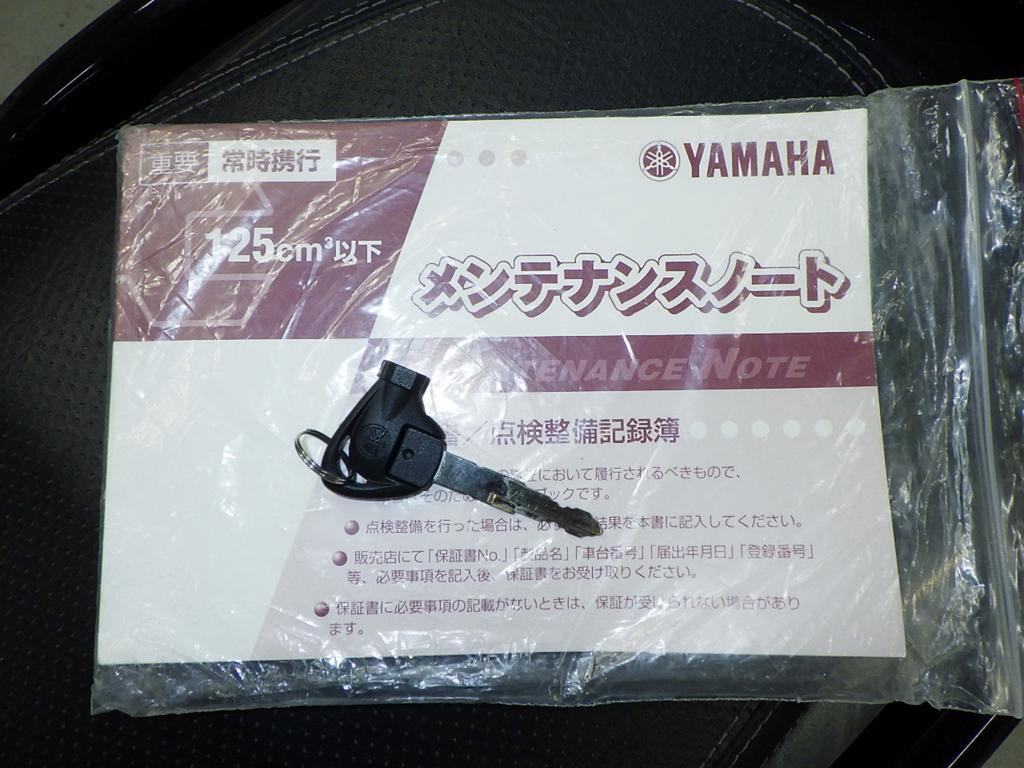 重要 常時携行
YAMAHA
125cm³以下
メンテナンスノート
TENANCE NOTE
／点検整備記録簿
において履行されるべきもので、
そのため ブックです。
● 点検整備を行った場合は、必ず 結果を本書に記入してください。
● 販売店にて「保証書No.」「製品名」「車台番号」「届出年月日」「登録番号」
等、必要事項を記入後、保証書をお受け取りください。
● 保証書に必要事項の記載がないときは、保証が受けられない場合があり
ます。